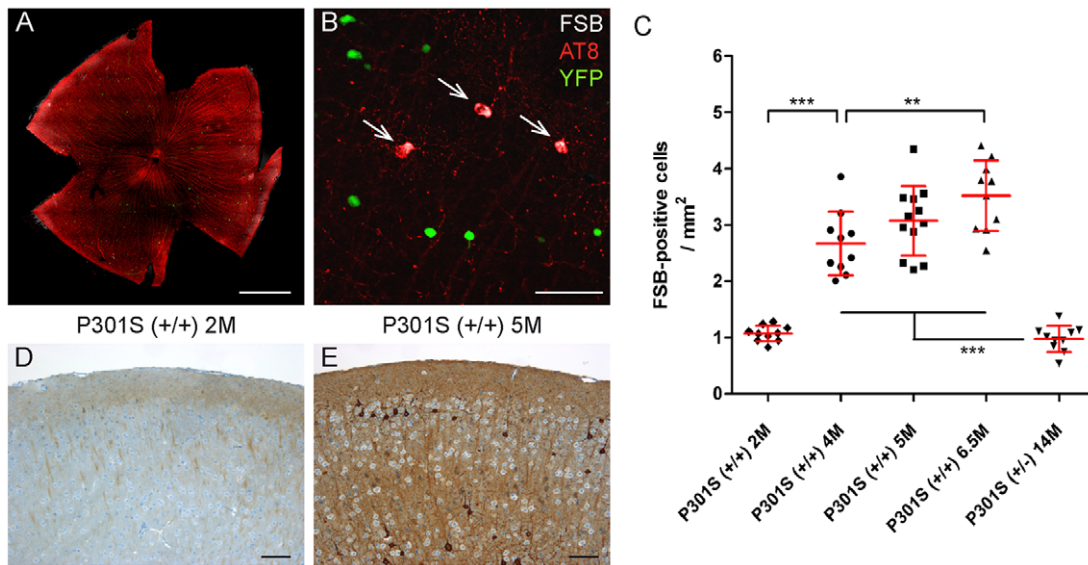 A
B
FSB
AT8
YFP
P301S (+/+) 2M
P301S (+/+) 5M
D
E
C
FSB-positive cells
/ mm²
6
5
4
3
2
1
0
***
**
***
P301S (+/+) 2M
P301S (+/+) 4M
P301S (+/+) 5M
P301S (+/+) 6.5M
P301S (+/-) 14M